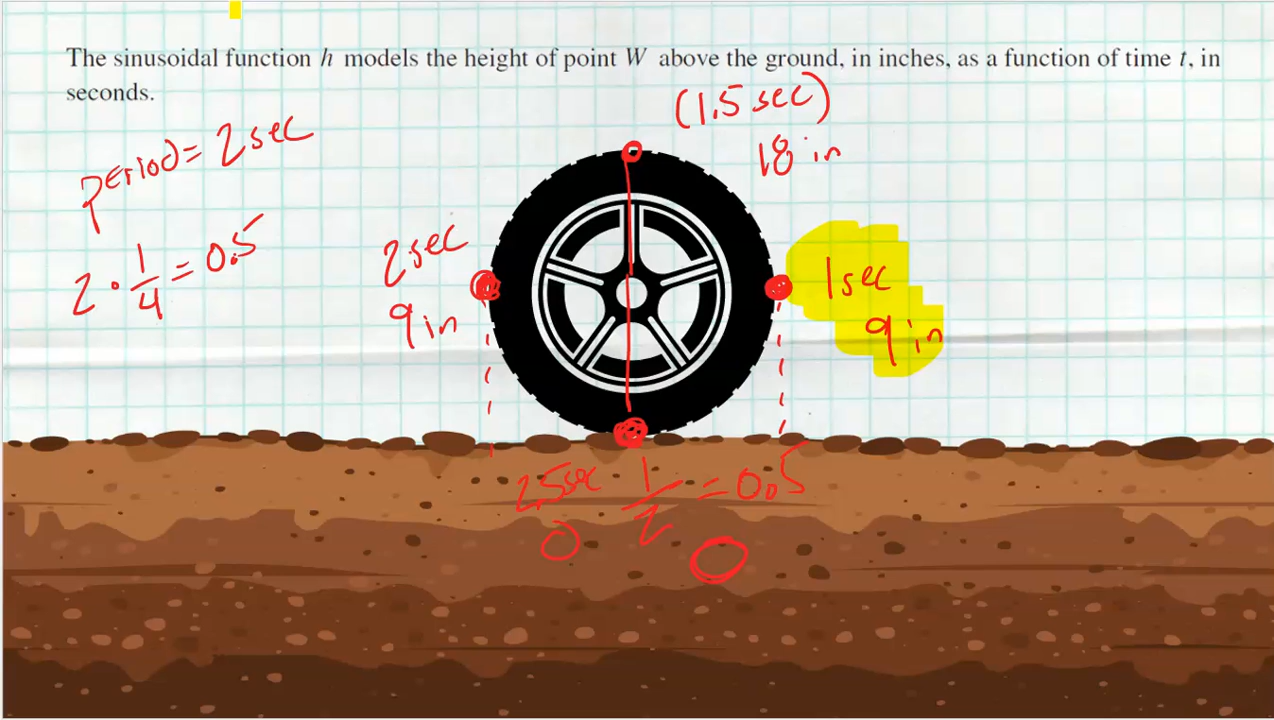 The sinusoidal function h models the height of point W above the ground, in inches, as a function of time t, in
seconds.
(1.5 sec)
18 in
period = 2 sec
2 · 1/4 = 0.5
2 sec
9 in
1 sec
9 in
2.5 sec
0
1/2 = 0.5
0